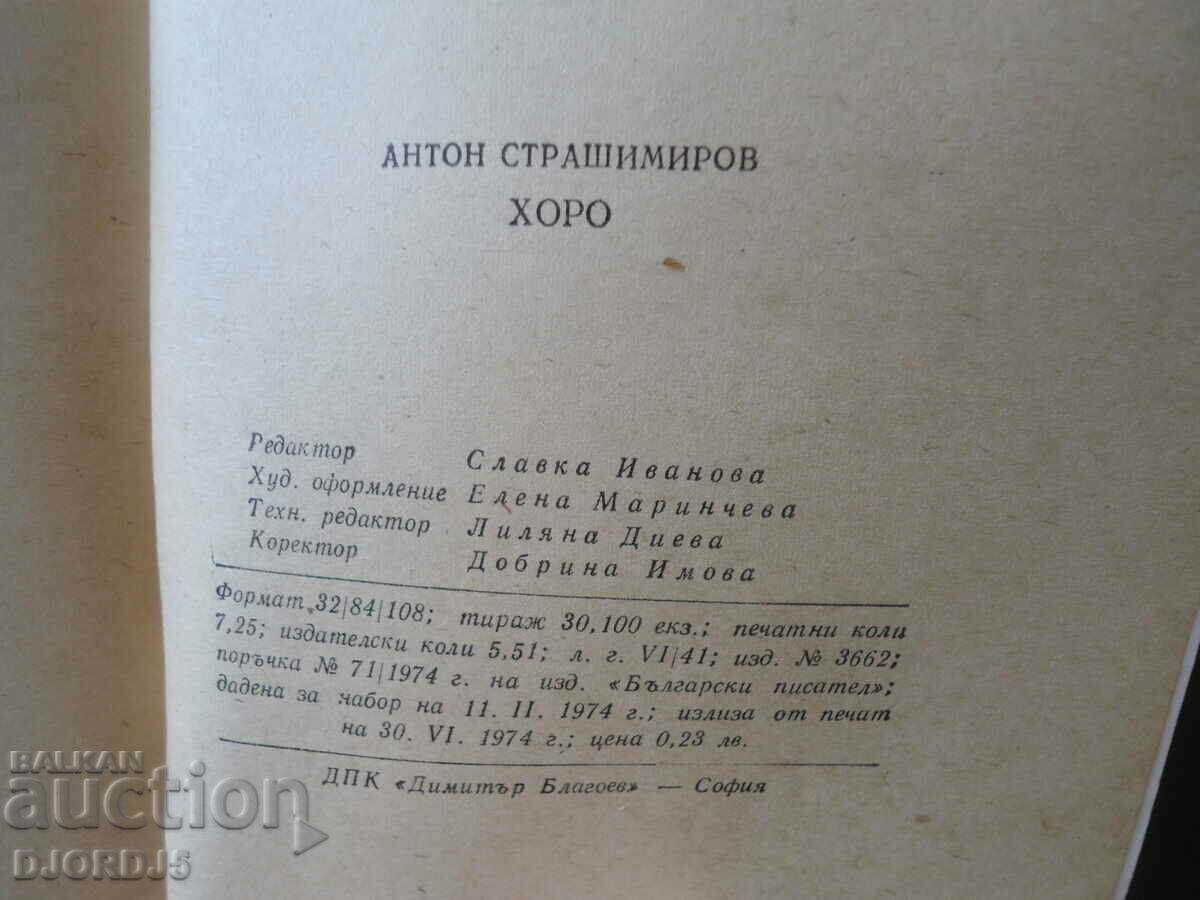 АНТОН СТРАШИМИРОВ
ХОРО
Редактор Славка Иванова
Худ. оформление Елена Маринчева
Техн. редактор Лиляна Диева
Коректор Добрина Имова
Формат 32/84/108; тираж 30,100 екз.; печатни коли
7,25; издателски коли 5,51; л. г. VI/41; изд. № 3662;
поръчка № 71/1974 г. на изд. «Български писател»;
дадена за набор на 11. II. 1974 г.; излиза от печат
на 30. VI. 1974 г.; цена 0,23 лв.
ДПК «Димитър Благоев» — София
BALKAN
auction
DJORDJ5